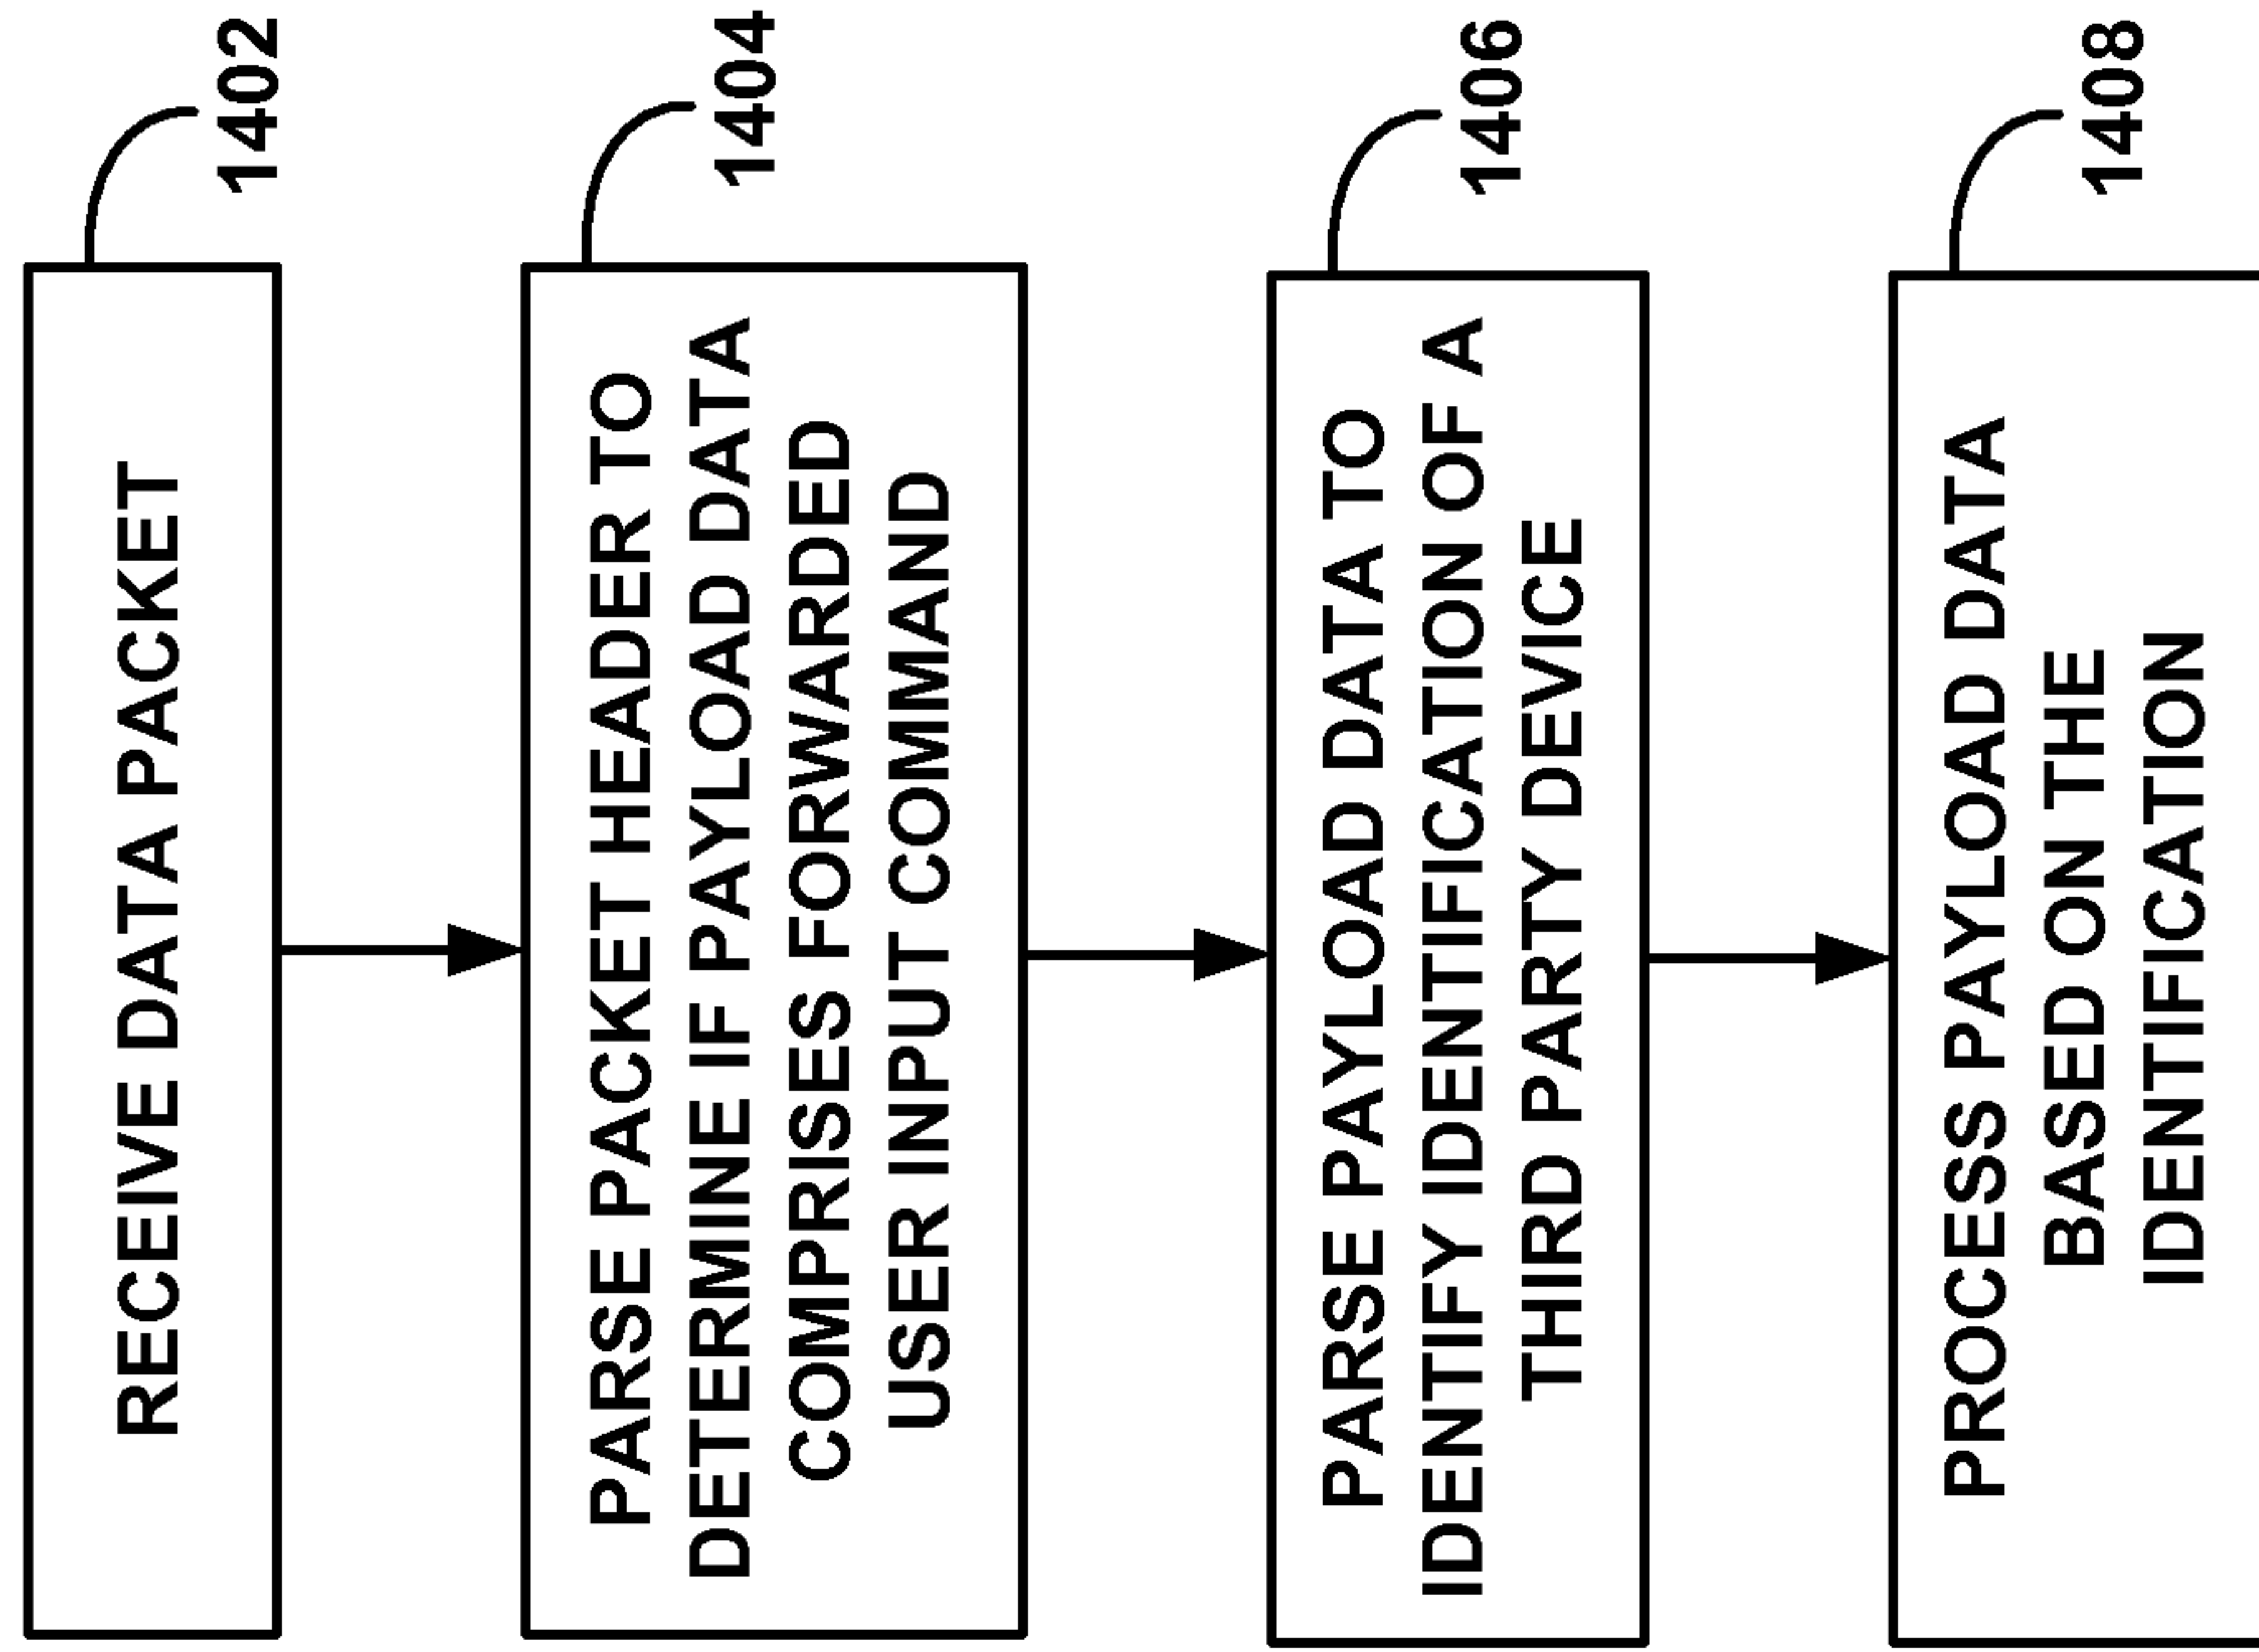 RECEIVE DATA PACKET
1402
PARSE PACKET HEADER TO
DETERMINE IF PAYLOAD DATA
COMPRISES FORWARDED
USER INPUT COMMAND
1404
PARSE PAYLOAD DATA TO
IDENTIFY IDENTIFICATION OF A
THIRD PARTY DEVICE
1406
PROCESS PAYLOAD DATA
BASED ON THE
IDENTIFICATION
1408